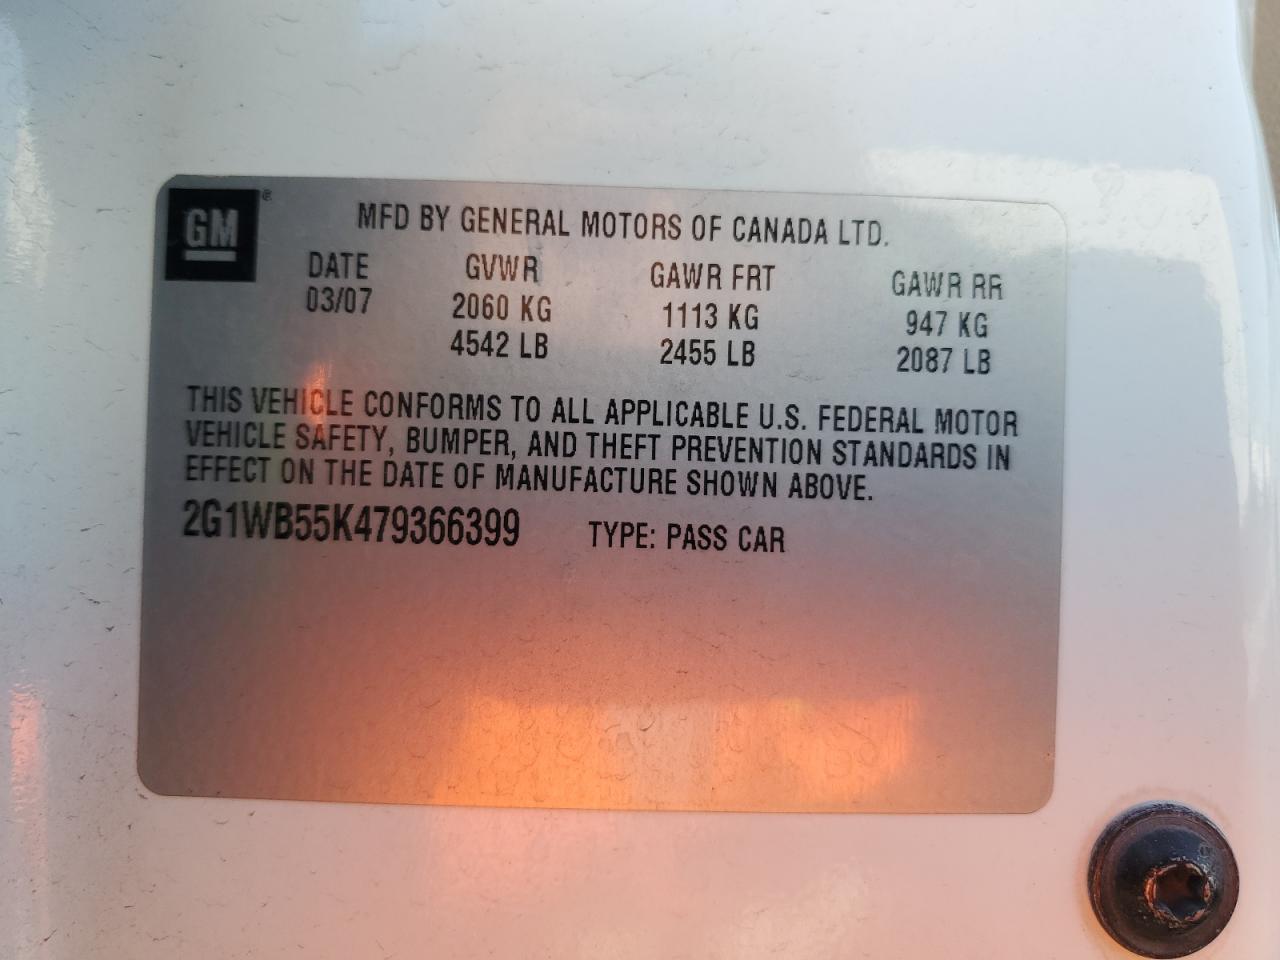 GM®
MFD BY GENERAL MOTORS OF CANADA LTD.
DATE GVWR GAWR FRT GAWR RR
03/07 2060 KG 1113 KG 947 KG
4542 LB 2455 LB 2087 LB
THIS VEHICLE CONFORMS TO ALL APPLICABLE U.S. FEDERAL MOTOR
VEHICLE SAFETY, BUMPER, AND THEFT PREVENTION STANDARDS IN
EFFECT ON THE DATE OF MANUFACTURE SHOWN ABOVE.
2G1WB55K479366399 TYPE: PASS CAR